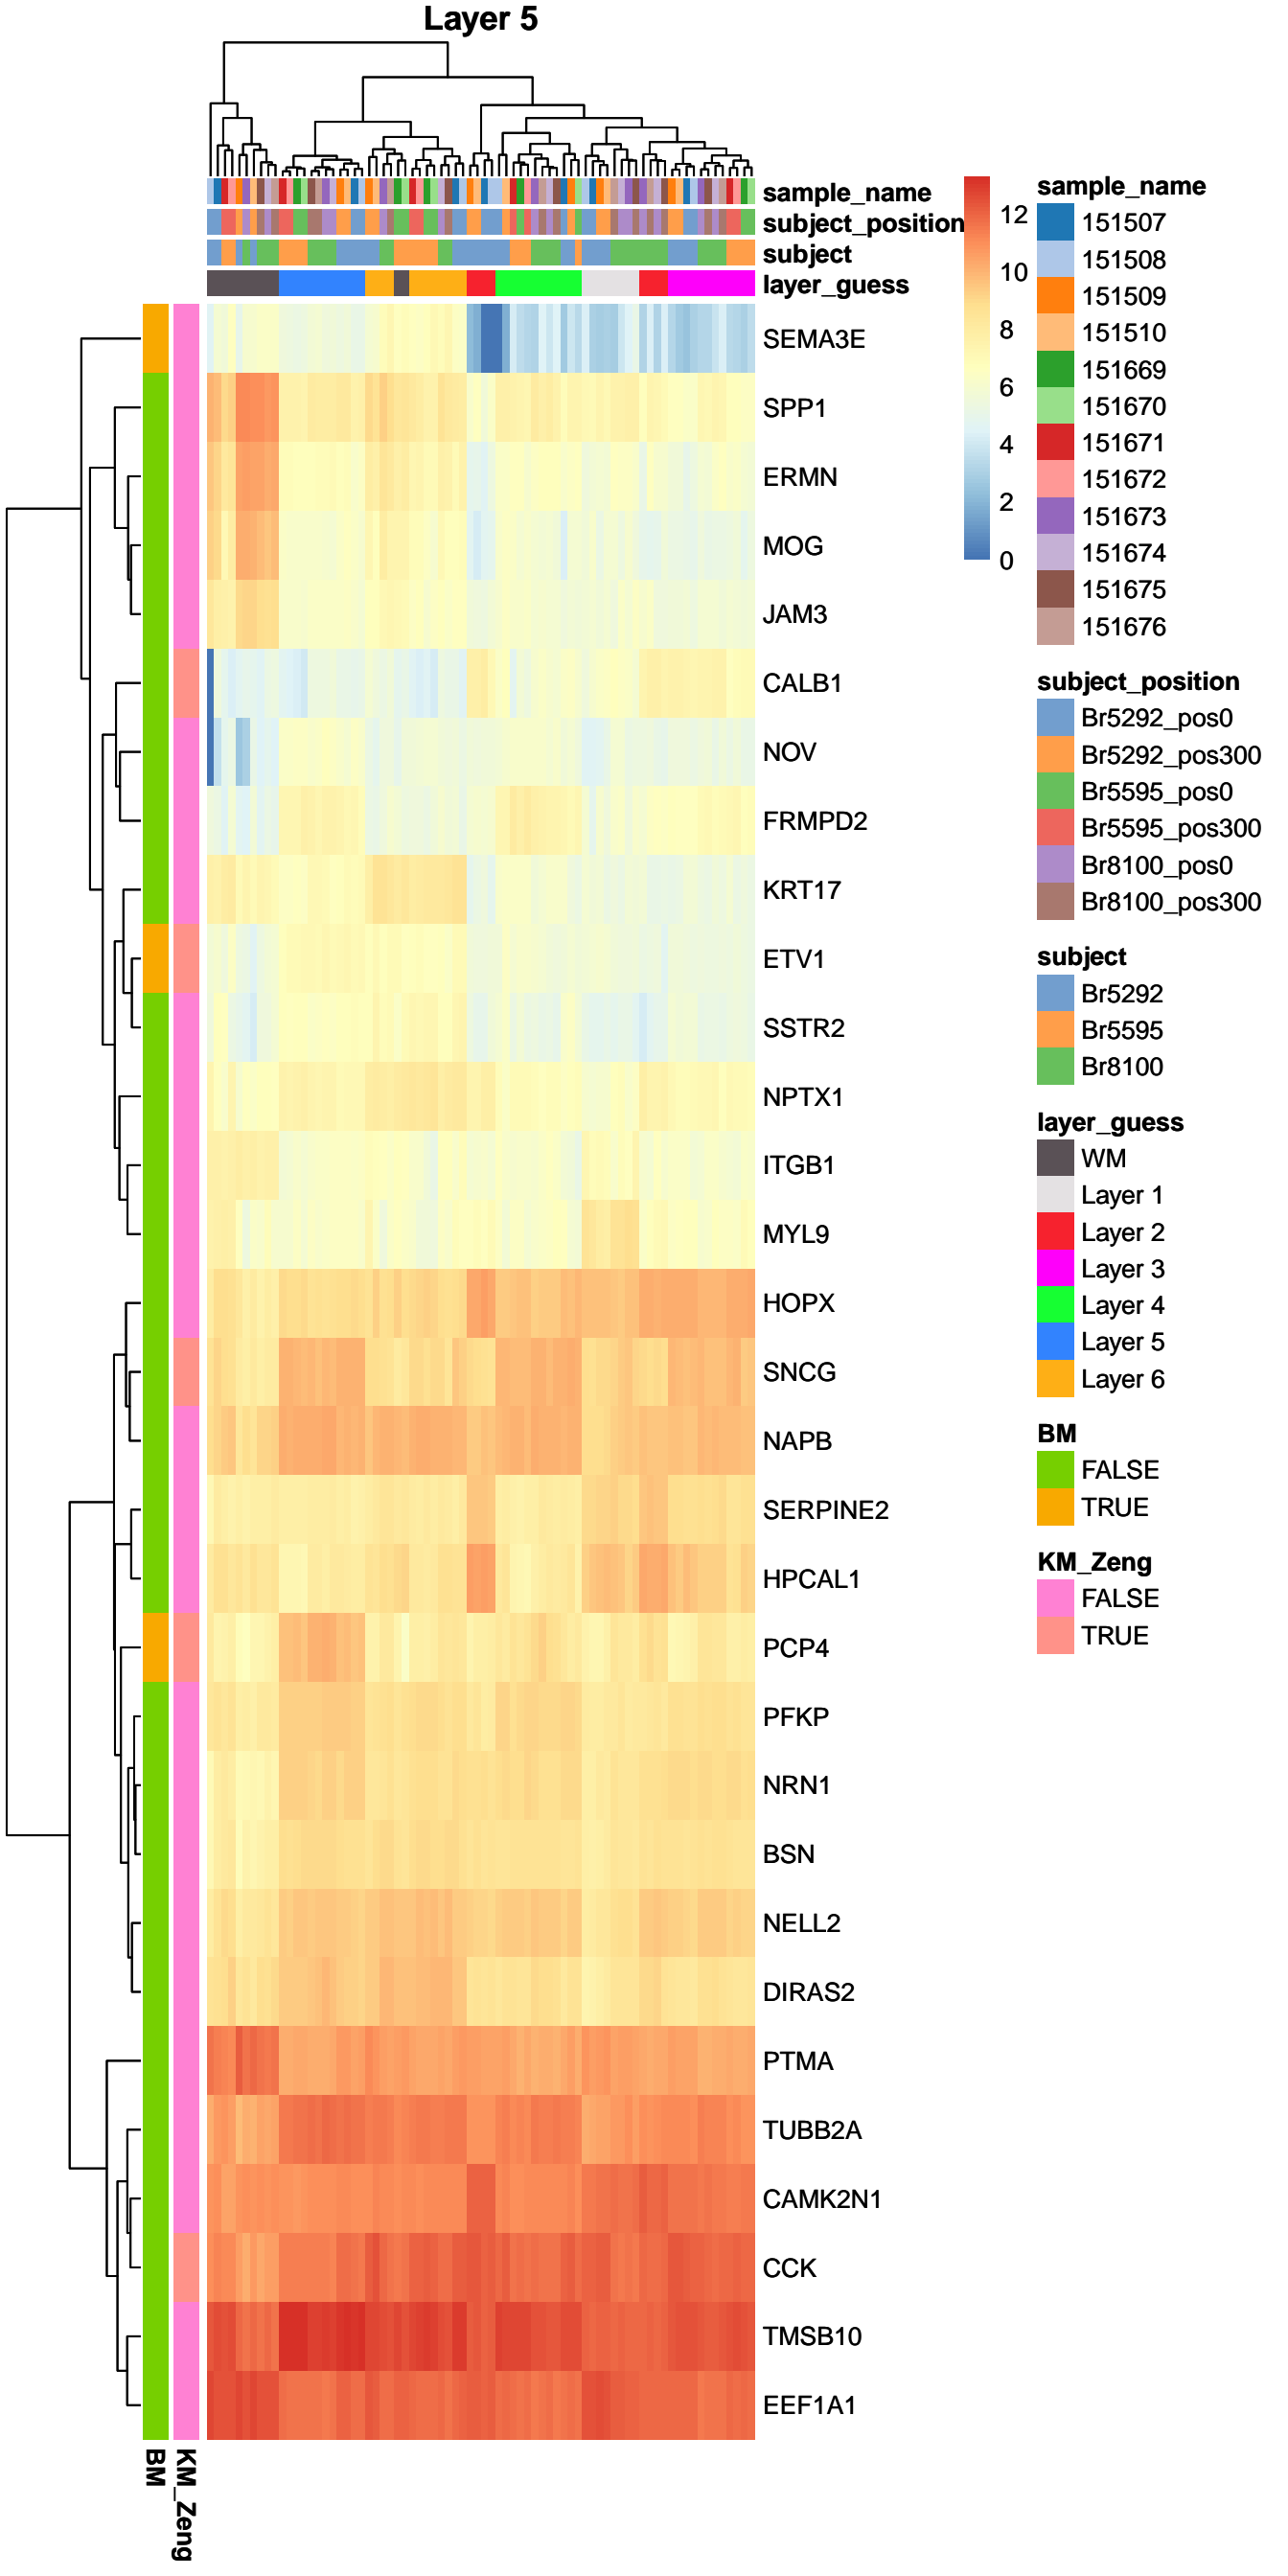 Layer 5
sample_name
subject_position
subject
layer_guess
SEMA3E
SPP1
ERMN
MOG
JAM3
CALB1
NOV
FRMPD2
KRT17
ETV1
SSTR2
NPTX1
ITGB1
MYL9
HOPX
SNCG
NAPB
SERPINE2
HPCAL1
PCP4
PFKP
NRN1
BSN
NELL2
DIRAS2
PTMA
TUBB2A
CAMK2N1
CCK
TMSB10
EEF1A1
BM
KM_Zeng
12
10
8
6
4
2
0
sample_name
151507
151508
151509
151510
151669
151670
151671
151672
151673
151674
151675
151676
subject_position
Br5292_pos0
Br5292_pos300
Br5595_pos0
Br5595_pos300
Br8100_pos0
Br8100_pos300
subject
Br5292
Br5595
Br8100
layer_guess
WM
Layer 1
Layer 2
Layer 3
Layer 4
Layer 5
Layer 6
BM
FALSE
TRUE
KM_Zeng
FALSE
TRUE